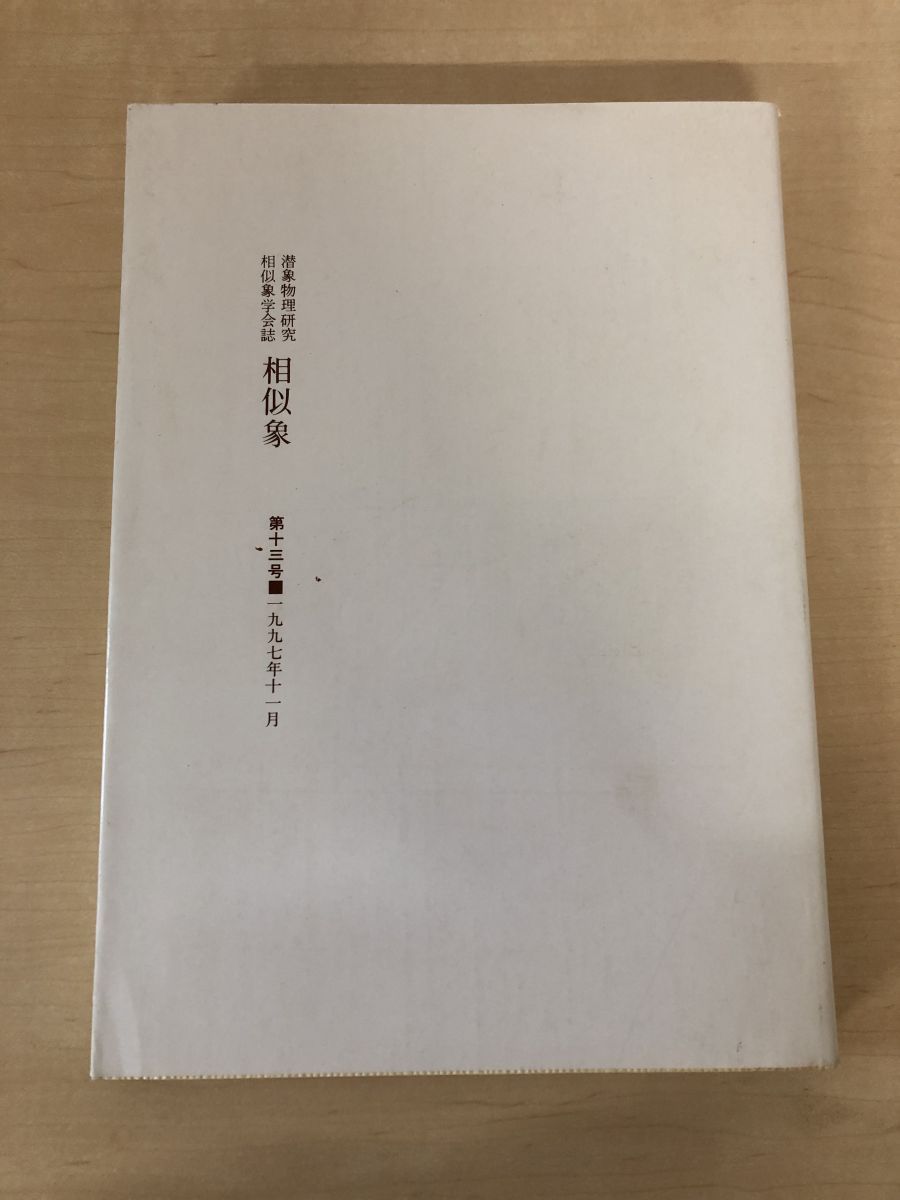 潜象物理研究
相似象学会誌
相似象
第十三号■一九九七年十一月